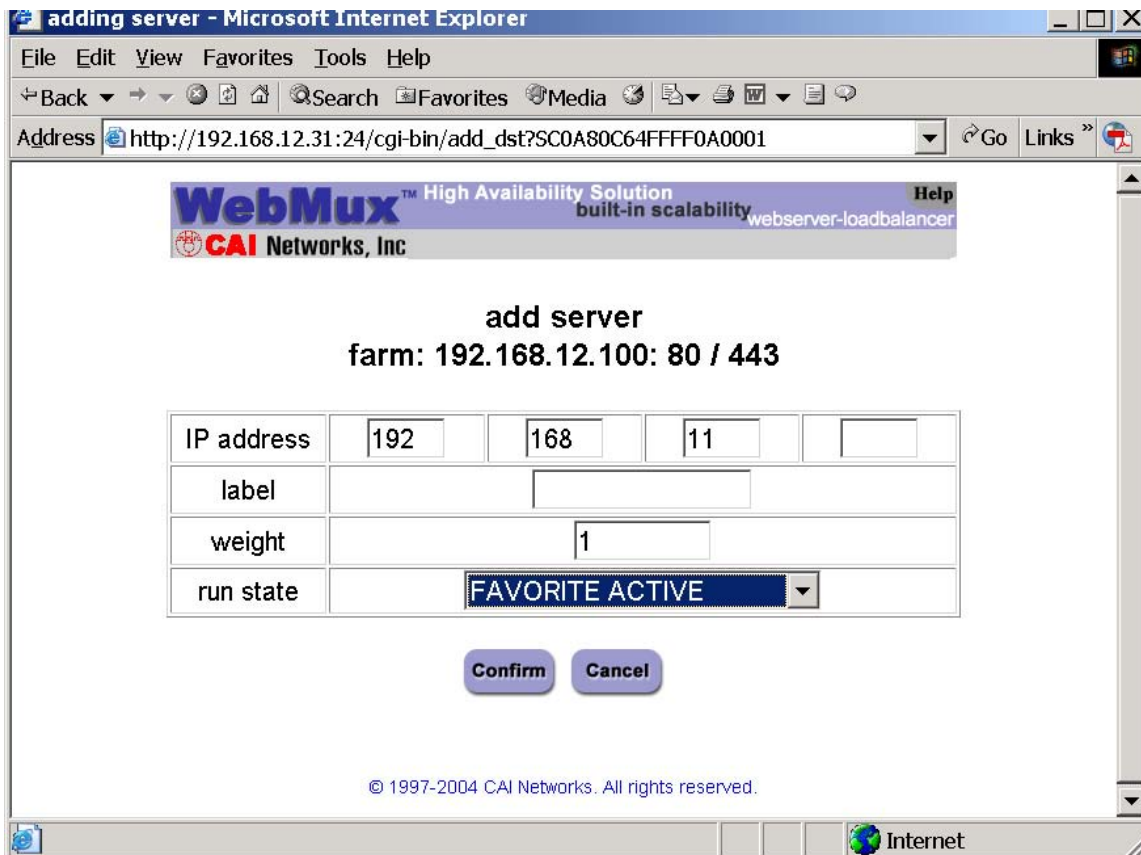 adding server - Microsoft Internet Explorer
File Edit View Favorites Tools Help
Back Search Favorites Media
Address http://192.168.12.31:24/cgi-bin/add_dst?SC0A80C64FFFF0A0001 Go Links »
WebMux™ High Availability Solution Help
built-in scalability
webserver-loadbalancer
CAI Networks, Inc
add server
farm: 192.168.12.100: 80 / 443
IP address 192 168 11
label
weight 1
run state FAVORITE ACTIVE
Confirm Cancel
© 1997-2004 CAI Networks. All rights reserved.
Internet